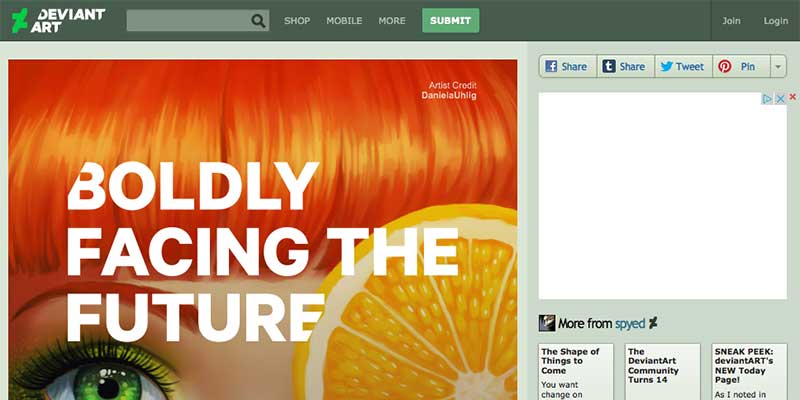 DEVIANT
ART
SHOP MOBILE MORE SUBMIT Join Login
Artist Credit
DanielaUhlig
BOLDLY
FACING THE
FUTURE
Share Share Tweet Pin
More from spyed
The Shape of
Things to
Come
You want
change on
The
DeviantArt
Community
Turns 14
SNEAK PEEK:
deviantART's
NEW Today
Page!
As I noted in